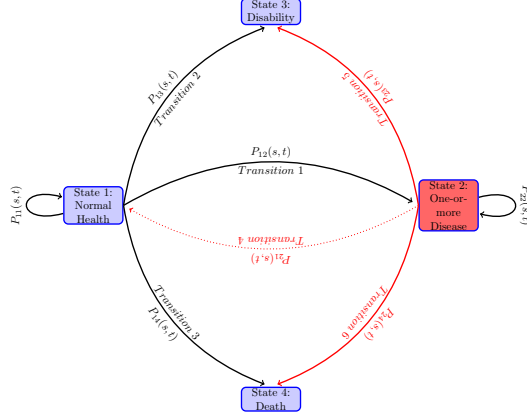 State 3:
Disability
P₁₃(s,t)
Transition 2
P₂₃(s,t)
Transition 5
P₁₂(s,t)
Transition 1
State 1:
Normal
Health
P₁₁(s,t)
State 2:
One-or-
more
Disease
P₂₂(s,t)
Transition 4
P₂₁(s,t)
Transition 3
P₁₄(s,t)
P₂₄(s,t)
Transition 6
State 4:
Death